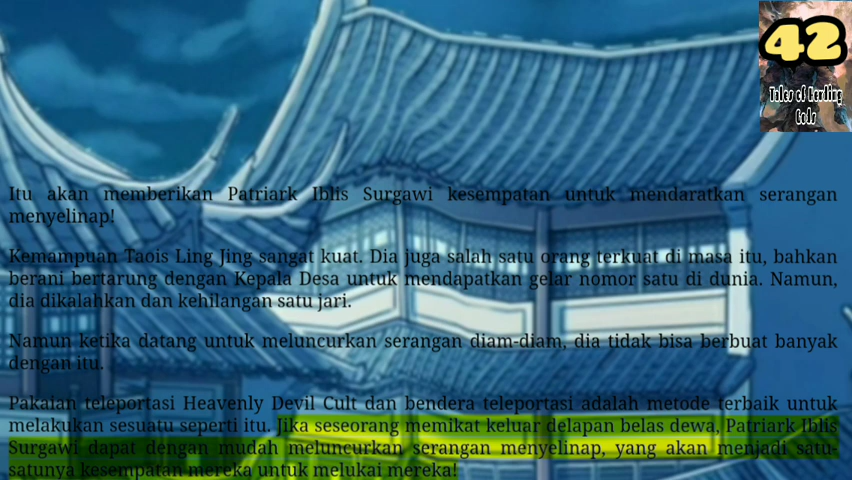 42
Tales of Herding
Gods
Itu akan memberikan Patriark Iblis Surgawi kesempatan untuk mendaratkan serangan
menyelinap!
Kemampuan Taois Ling Jing sangat kuat. Dia juga salah satu orang terkuat di masa itu, bahkan
berani bertarung dengan Kepala Desa untuk mendapatkan gelar nomor satu di dunia. Namun,
dia dikalahkan dan kehilangan satu jari.
Namun ketika datang untuk meluncurkan serangan diam-diam, dia tidak bisa berbuat banyak
dengan itu.
Pakaian teleportasi Heavenly Devil Cult dan bendera teleportasi adalah metode terbaik untuk
melakukan sesuatu seperti itu. Jika seseorang memikat keluar delapan belas dewa, Patriark Iblis
Surgawi dapat dengan mudah meluncurkan serangan menyelinap, yang akan menjadi satu-
satunya kesempatan mereka untuk melukai mereka!